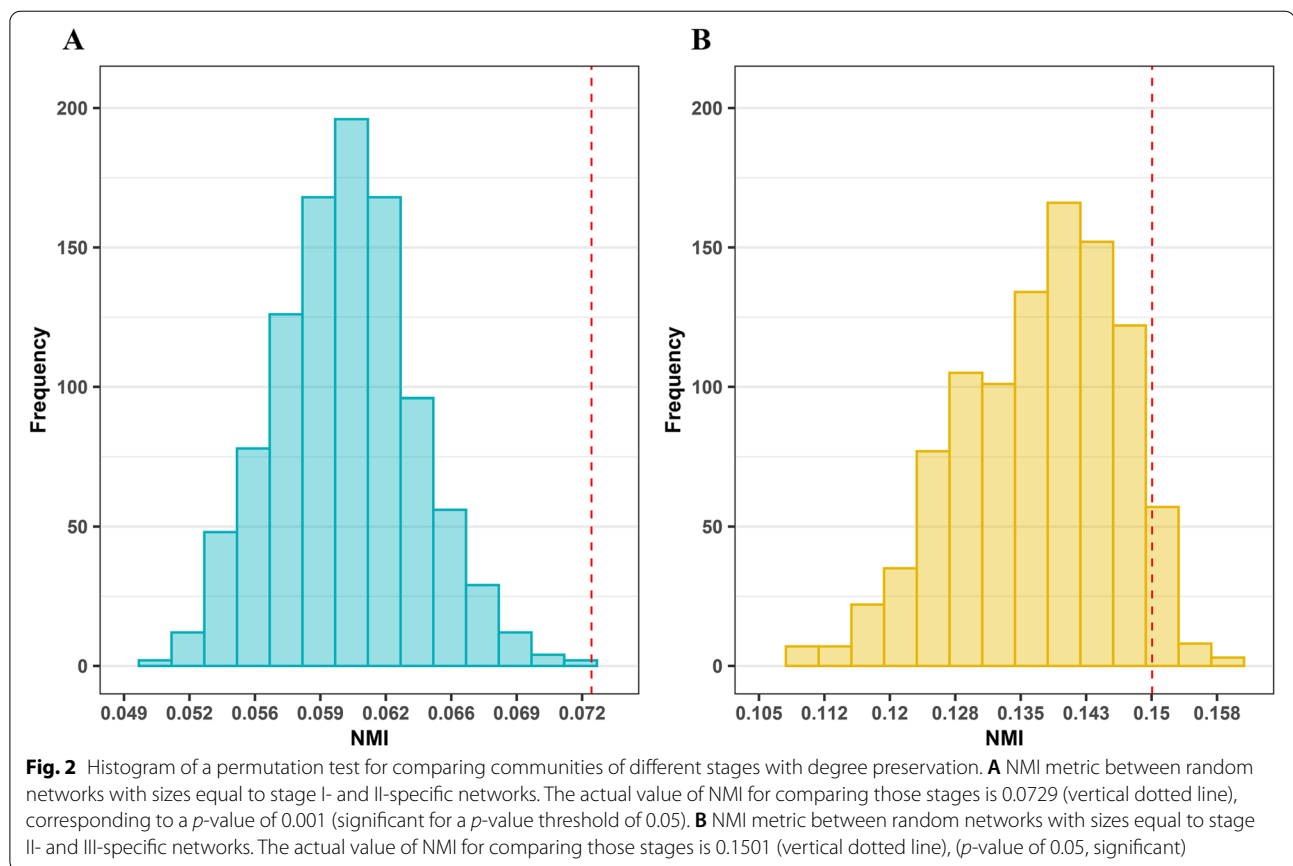 A
B
200
150
100
50
0
Frequency
0.049 0.052 0.056 0.059 0.062 0.066 0.069 0.072
NMI
200
150
100
50
0
Frequency
0.105 0.112 0.12 0.128 0.135 0.143 0.15 0.158
NMI
Fig. 2 Histogram of a permutation test for comparing communities of different stages with degree preservation. A NMI metric between random
networks with sizes equal to stage I- and II-specific networks. The actual value of NMI for comparing those stages is 0.0729 (vertical dotted line),
corresponding to a p-value of 0.001 (significant for a p-value threshold of 0.05). B NMI metric between random networks with sizes equal to stage
II- and III-specific networks. The actual value of NMI for comparing those stages is 0.1501 (vertical dotted line), (p-value of 0.05, significant)